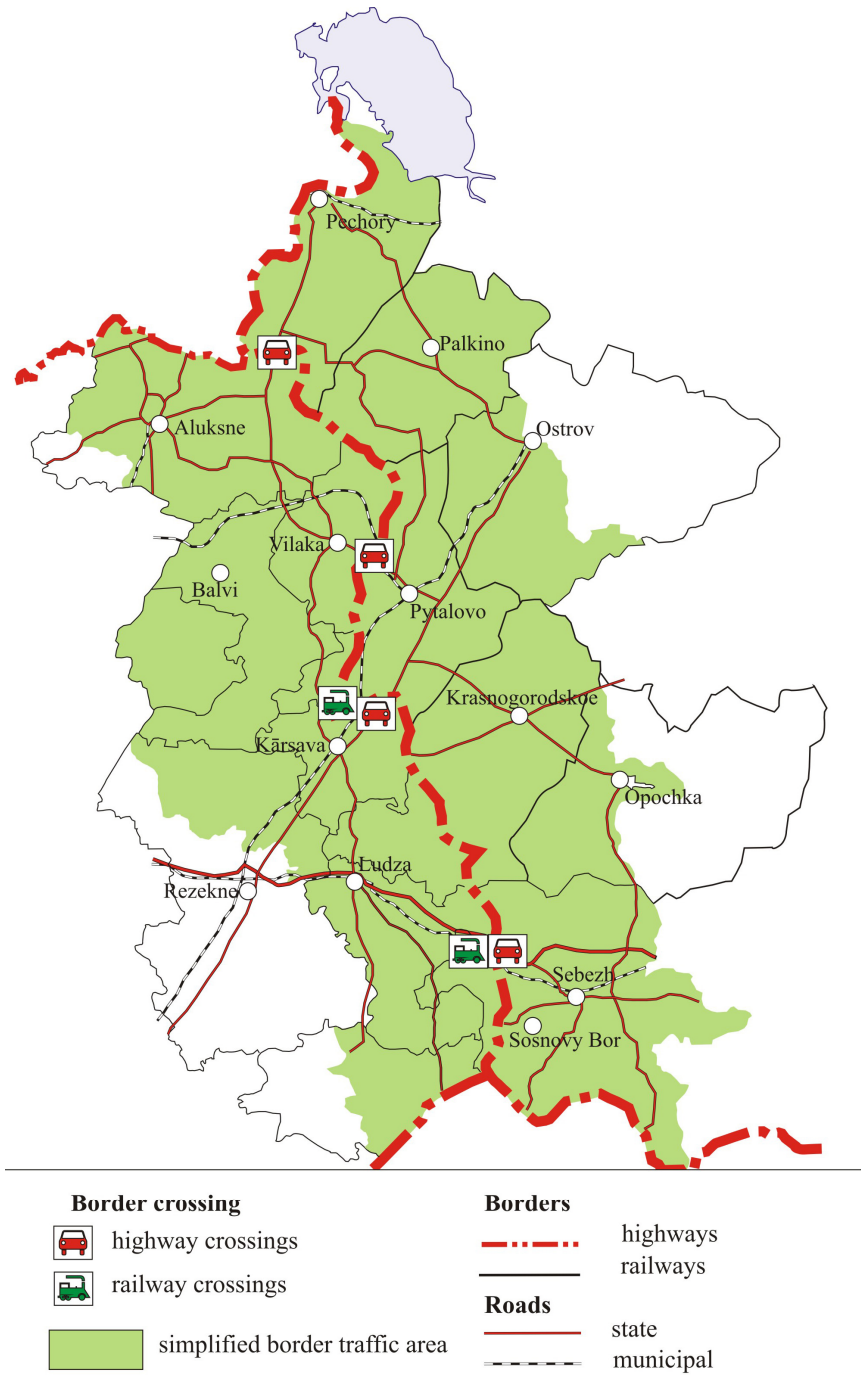 Pechory
Palkino
Aluksne
Ostrov
Vilaka
Balvi
Pytalovo
Krasnogorodskoe
Kārsava
Opochka
Ludza
Rezekne
Sebezh
Sosnovy Bor
Border crossing
highway crossings
railway crossings
simplified border traffic area
Borders
highways
railways
Roads
state
municipal